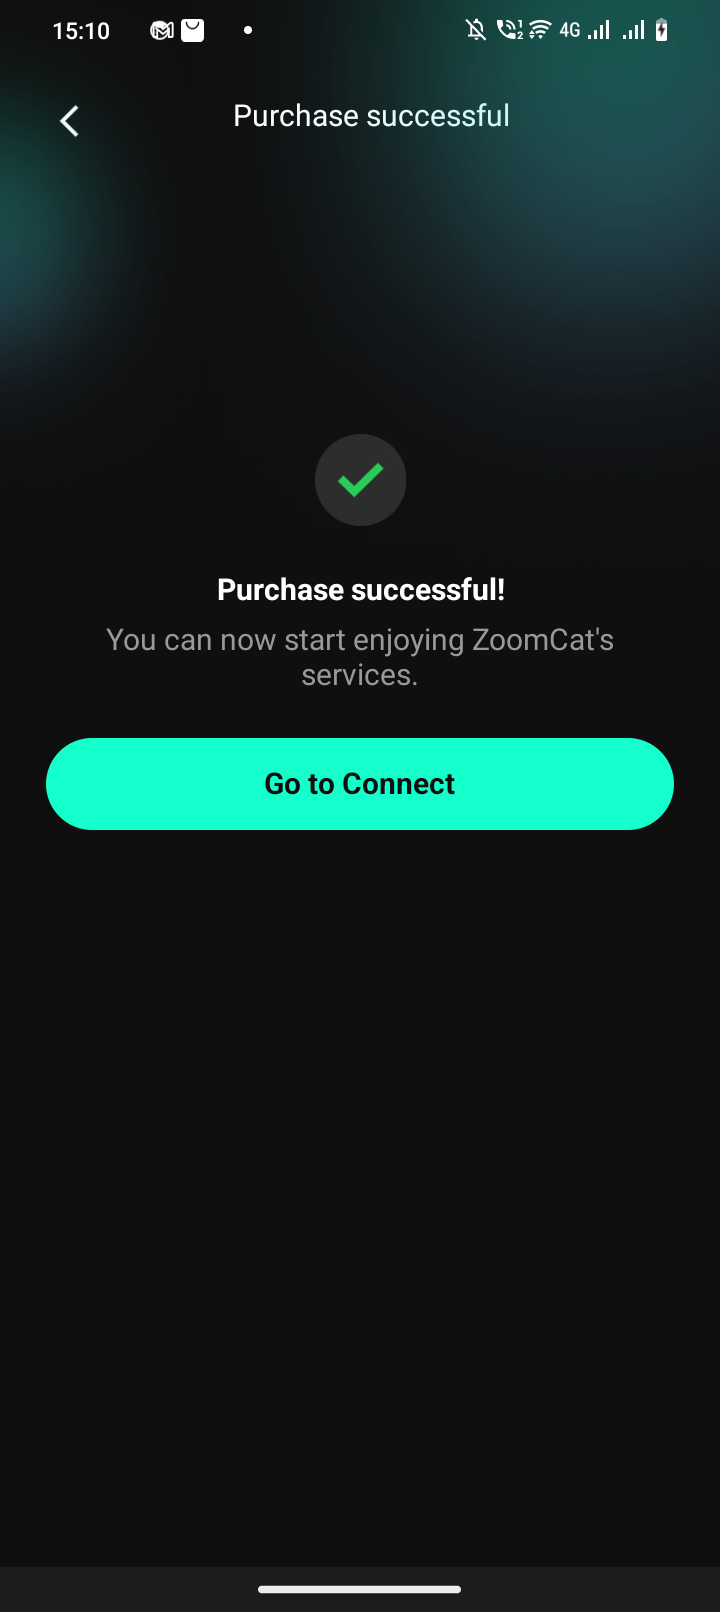 15:10
4G
Purchase successful
Purchase successful!
You can now start enjoying ZoomCat's
services.
Go to Connect